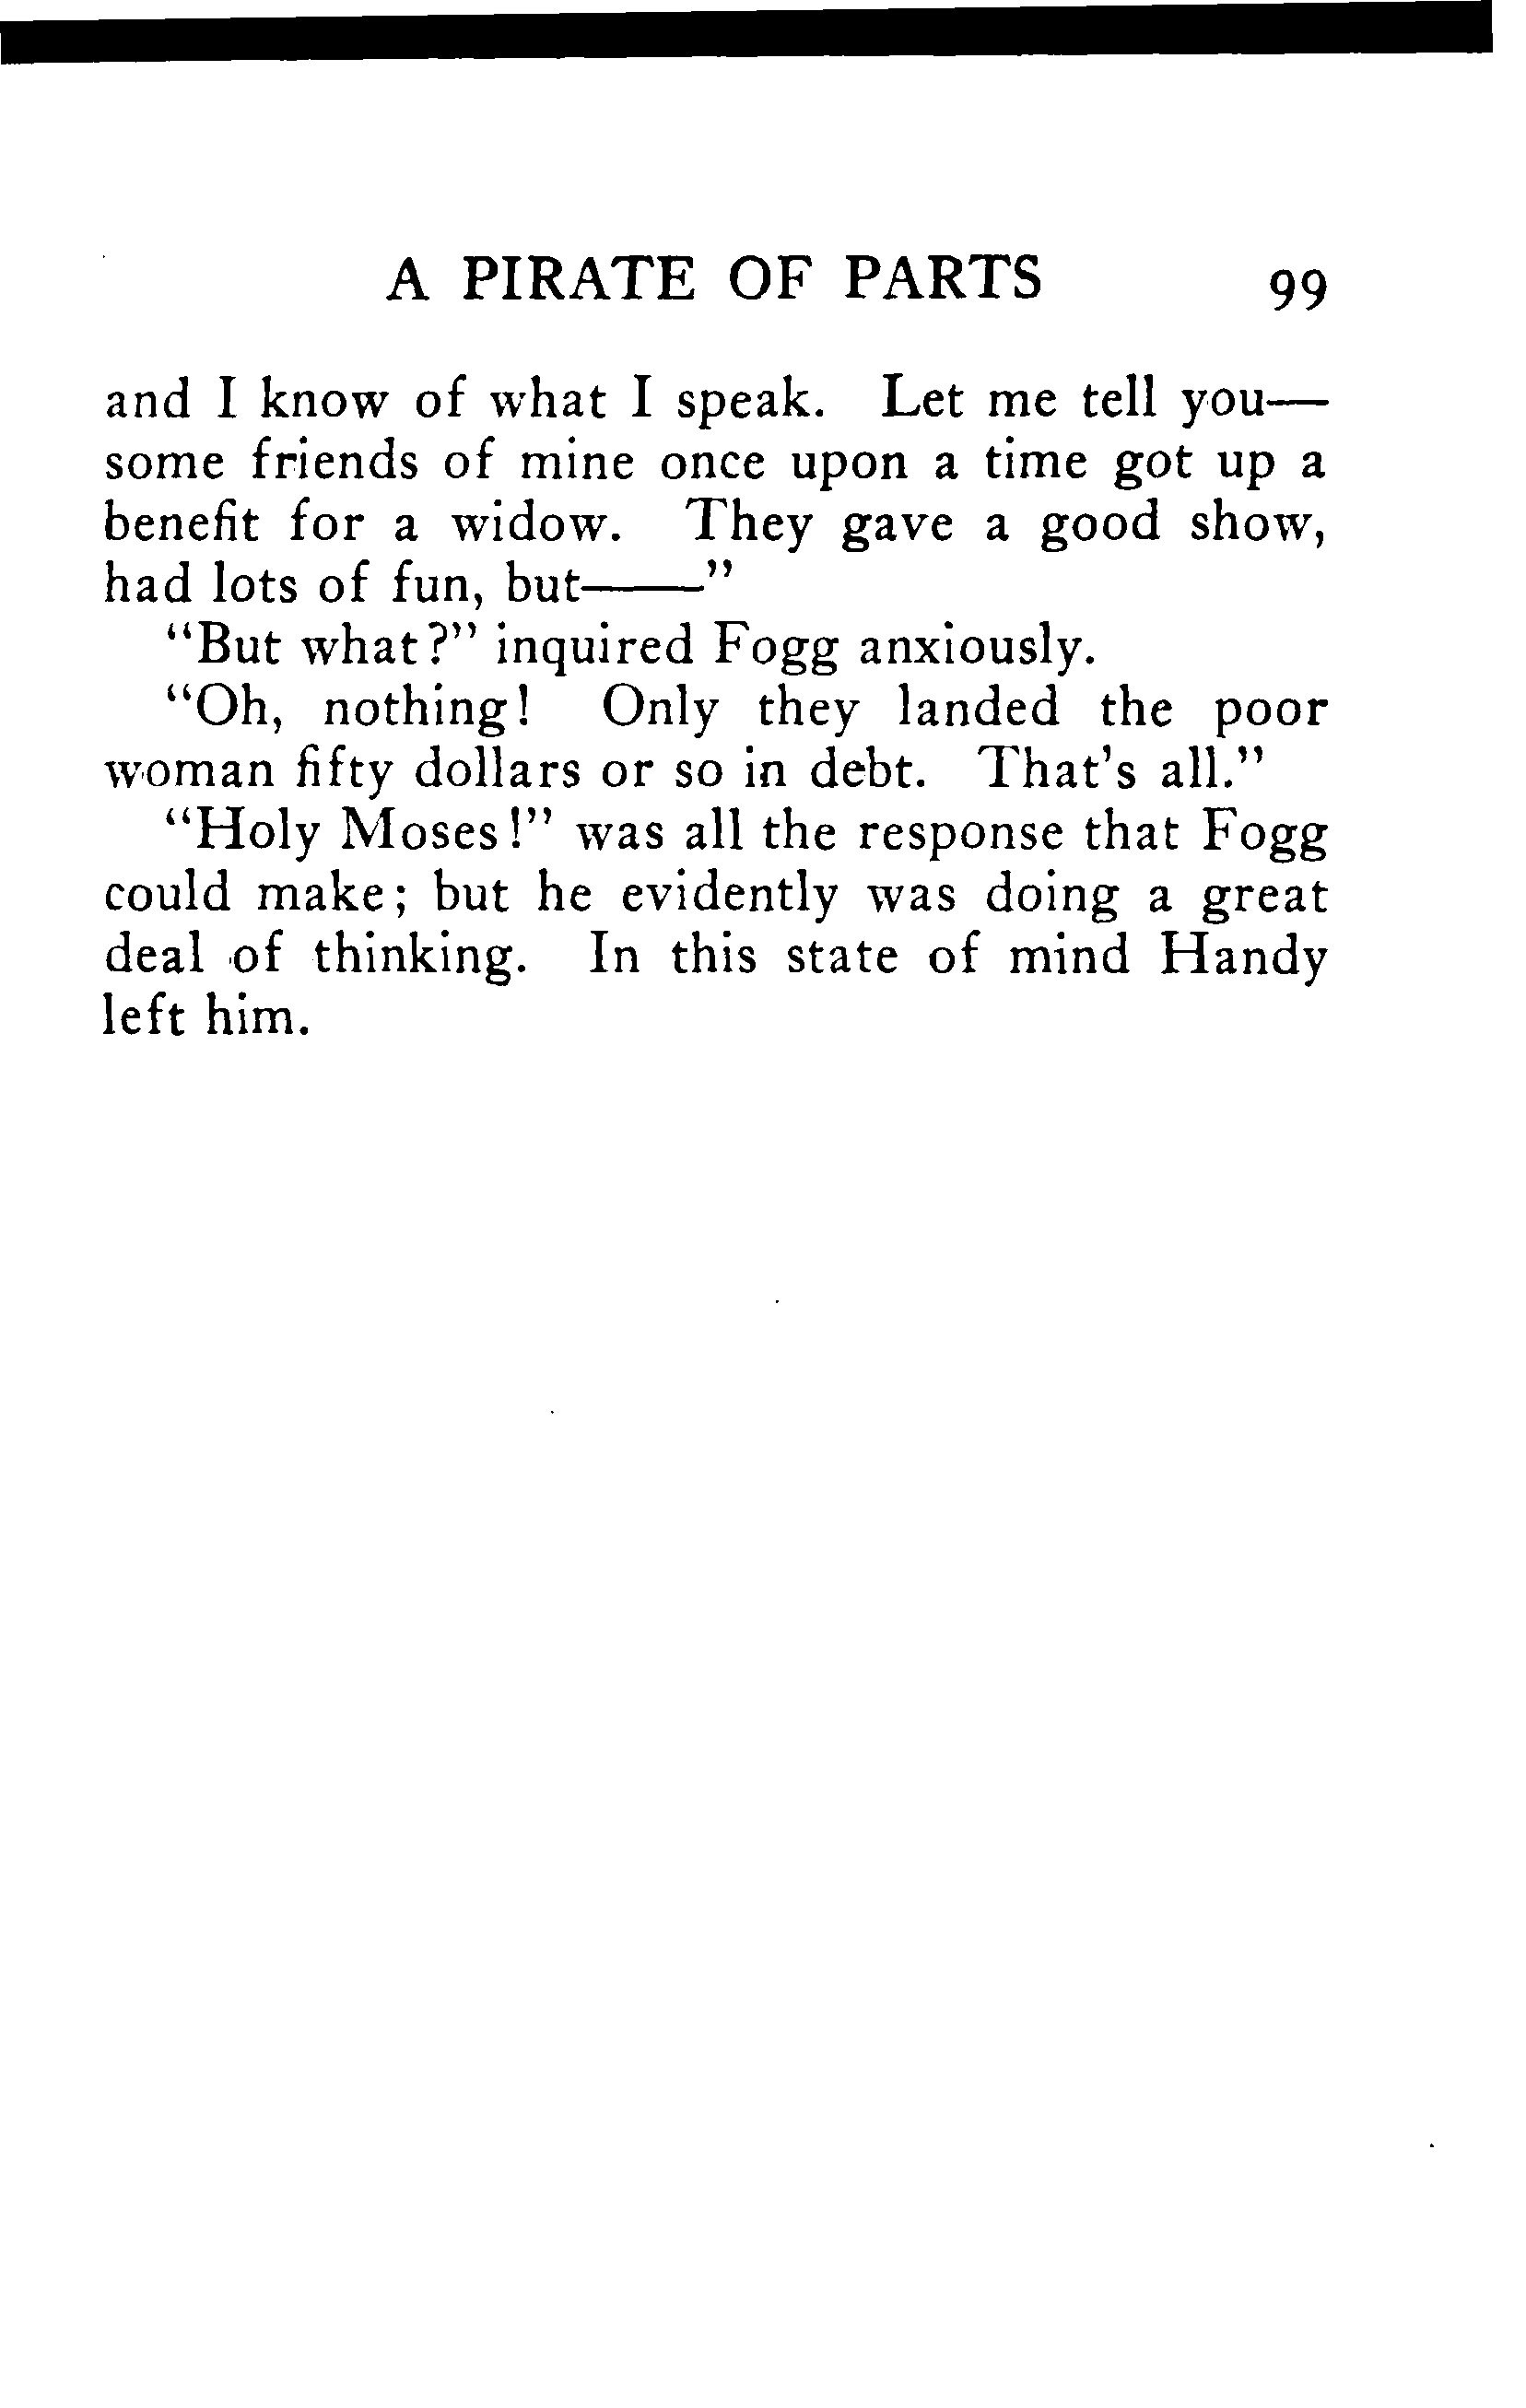 A PIRATE OF PARTS 99
and I know of what I speak. Let me tell you—
some friends of mine once upon a time got up a
benefit for a widow. They gave a good show,
had lots of fun, but——"
"But what?" inquired Fogg anxiously.
"Oh, nothing! Only they landed the poor
woman fifty dollars or so in debt. That's all."
"Holy Moses!" was all the response that Fogg
could make; but he evidently was doing a great
deal of thinking. In this state of mind Handy
left him.